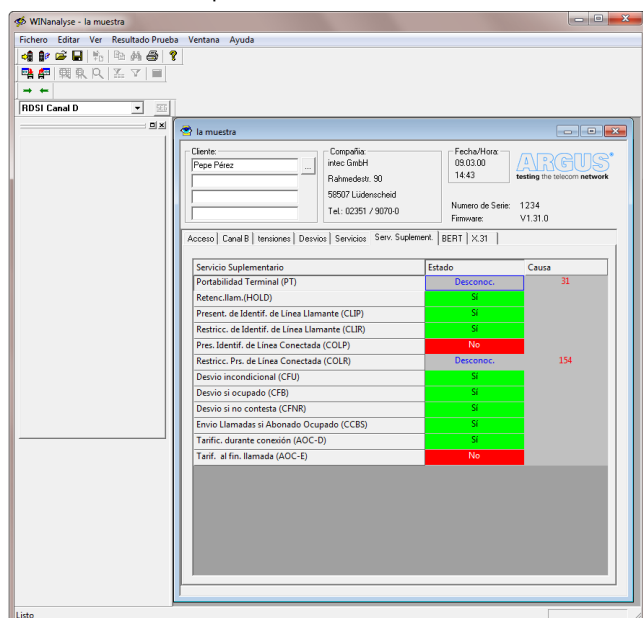 WINanalyse - la muestra
Fichero Editar Ver Resultado Prueba Ventana Ayuda
RDSI Canal D
la muestra
Cliente:
Pepe Pérez
...
Compañia:
intec GmbH
Rahmedestr. 90
58507 Lüdenscheid
Tel.: 02351 / 9070-0
Fecha/Hora:
09.03.00
14:43
ARGUS
testing the telecom network
Numero de Serie: 1234
Firmware: V1.31.0
Acceso Canal B tensiones Desvios Servicios Serv. Suplement. BERT X.31
Servicio Suplementario Estado Causa
Portabilidad Terminal (PT) Desconoc. 31
Retenc.llam.(HOLD) Sí
Present. de Identif. de Línea Llamante (CLIP) Sí
Restricc. de Identif. de Línea Llamante (CLIR) Sí
Pres. Identif. de Línea Conectada (COLP) No
Restricc. Prs. de Línea Conectada (COLR) Desconoc. 154
Desvio incondicional (CFU) Sí
Desvio si ocupado (CFB) Sí
Desvio si no contesta (CFNR) Sí
Envio Llamadas si Abonado Ocupado (CCBS) Sí
Tarific. durante conexión (AOC-D) Sí
Tarif. al fin. llamada (AOC-E) No
Listo